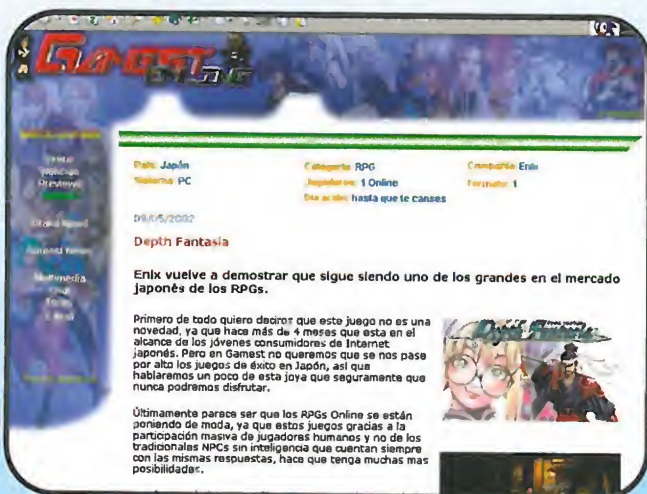 GAMEST
ONLINE
País: Japón
Categoría: RPG
Compañía: Enix
Sistema: PC
Jugadores: 1 Online
Formato: 1
Duración: hasta que te canses
Previews
Multimedia
09/05/2002
Depth Fantasia
Enix vuelve a demostrar que sigue siendo uno de los grandes en el mercado
japonés de los RPGs.
Primero de todo quiero deciros que este juego no es una
novedad, ya que hace más de 4 meses que esta en el
alcance de los jóvenes consumidores de Internet
japonés. Pero en Gamest no queremos que se nos pase
por alto los juegos de éxito en Japón, así que
hablaremos un poco de esta joya que seguramente que
nunca podremos disfrutar.
Últimamente parece ser que los RPGs Online se están
poniendo de moda, ya que estos juegos gracias a la
participación masiva de jugadores humanos y no de los
tradicionales NPCs sin inteligencia que cuentan siempre
con las mismas respuestas, hace que tenga muchas mas
posibilidades.